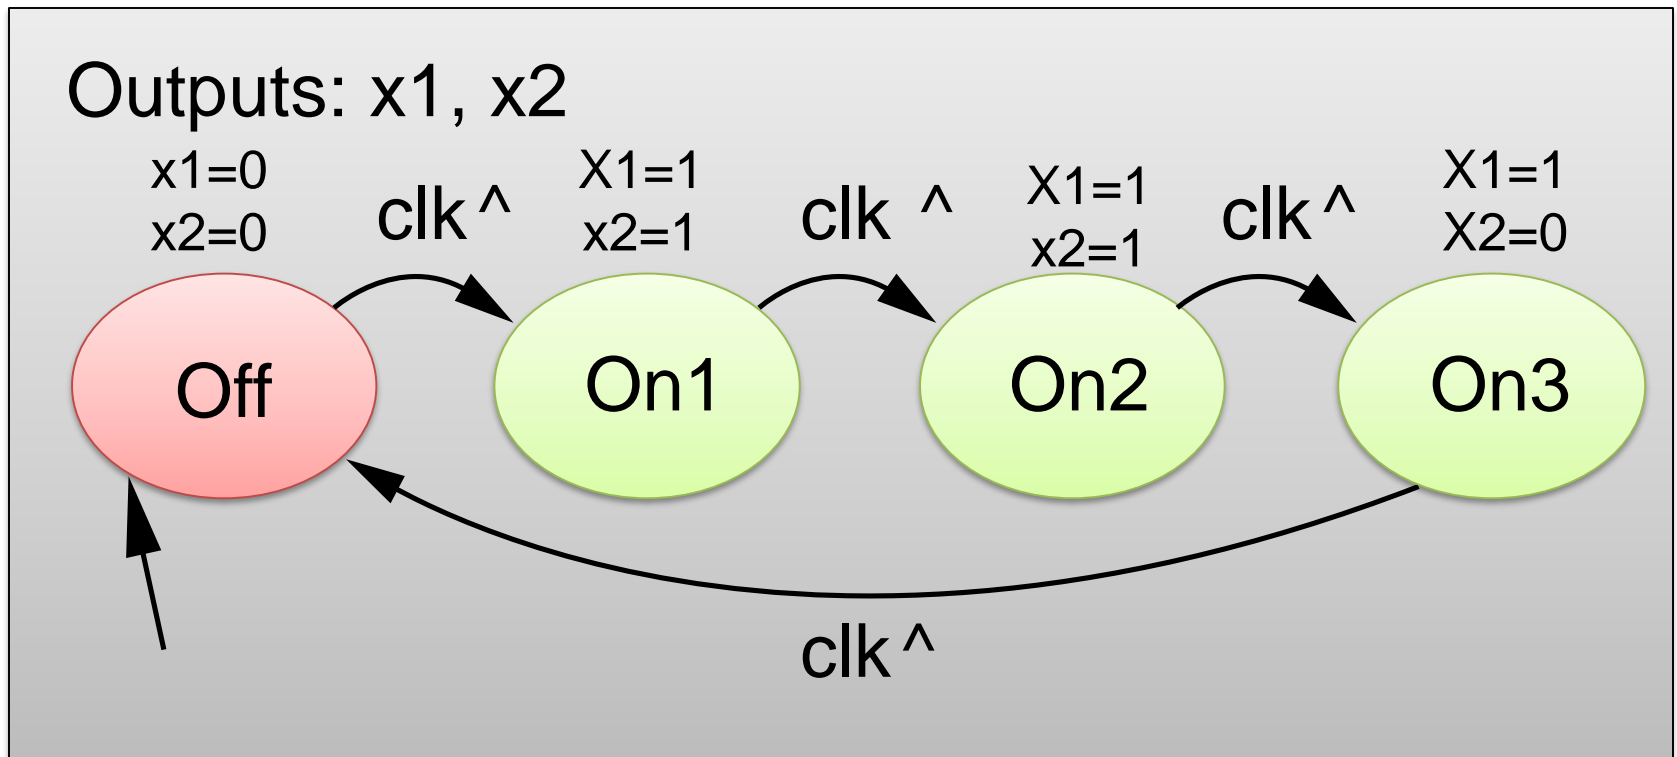 Outputs: x1, x2
x1=0
x2=0
clk ^
X1=1
x2=1
clk ^
X1=1
x2=1
clk ^
X1=1
X2=0
Off
On1
On2
On3
clk ^